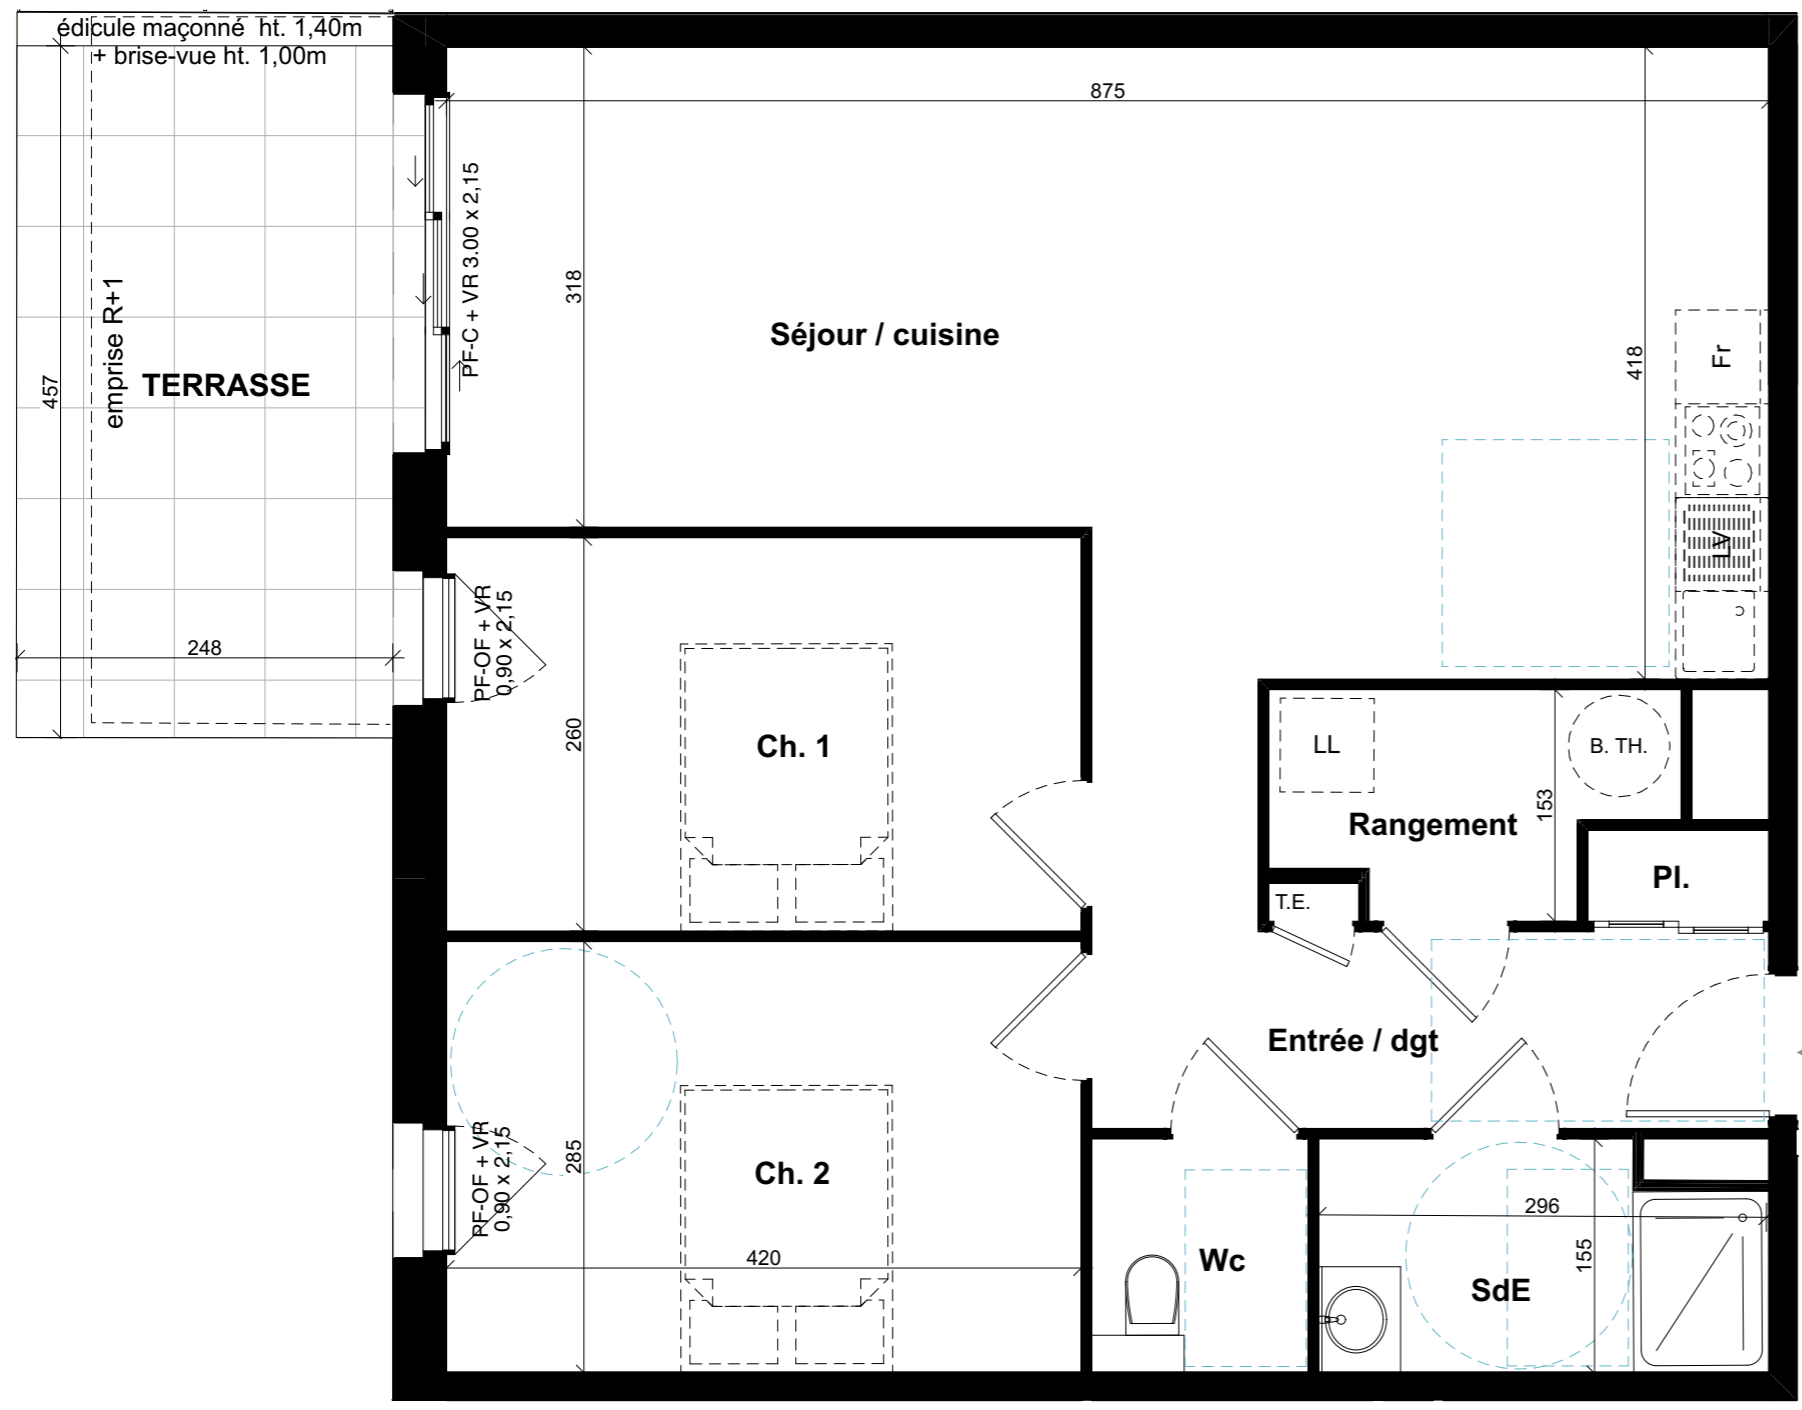 édicule maçonné ht. 1,40m
+ brise-vue ht. 1,00m
875
PF-C + VR 3.00 x 2,15
318
Séjour / cuisine
418
Fr
emprise R+1
TERRASSE
457
LV
248
PF-OF + VR
0,90 x 2,15
260
Ch. 1
LL
B. TH.
153
Rangement
Pl.
T.E.
Entrée / dgt
PF-OF + VR
0,90 x 2,15
285
Ch. 2
420
Wc
296
155
SdE